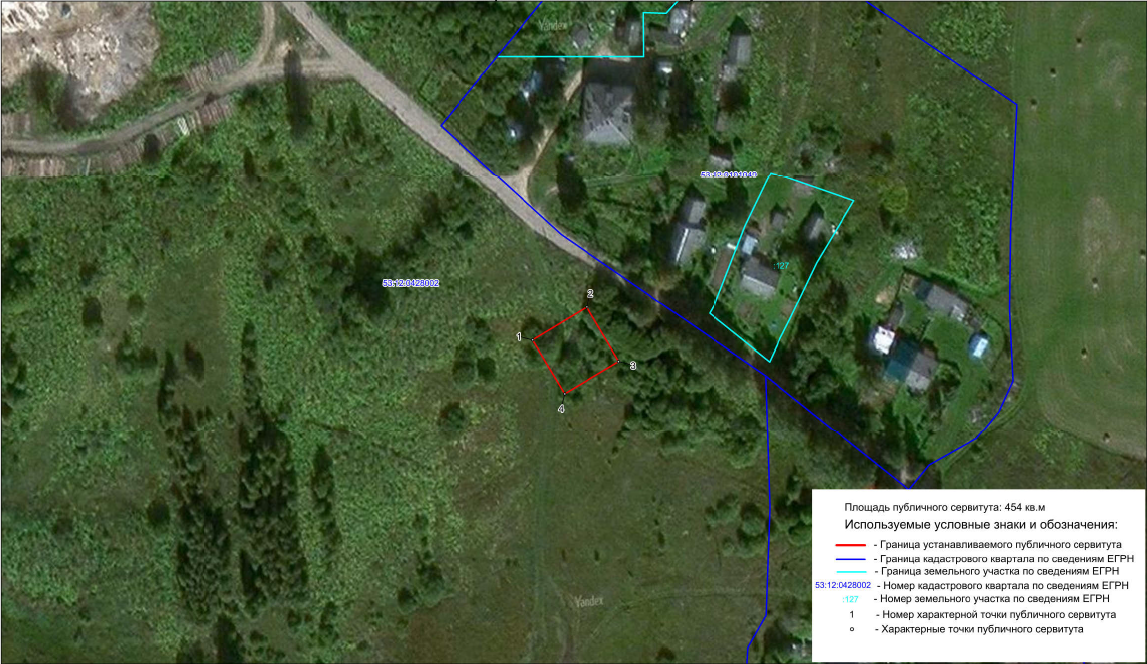 Yandex
53:12:0428002
:127
2
1
3
4
Yandex
Площадь публичного сервитута: 454 кв.м
Используемые условные знаки и обозначения:
- Граница устанавливаемого публичного сервитута
- Граница кадастрового квартала по сведениям ЕГРН
- Граница земельного участка по сведениям ЕГРН
53:12:0428002 - Номер кадастрового квартала по сведениям ЕГРН
:127 - Номер земельного участка по сведениям ЕГРН
1 - Номер характерной точки публичного сервитута
- Характерные точки публичного сервитута